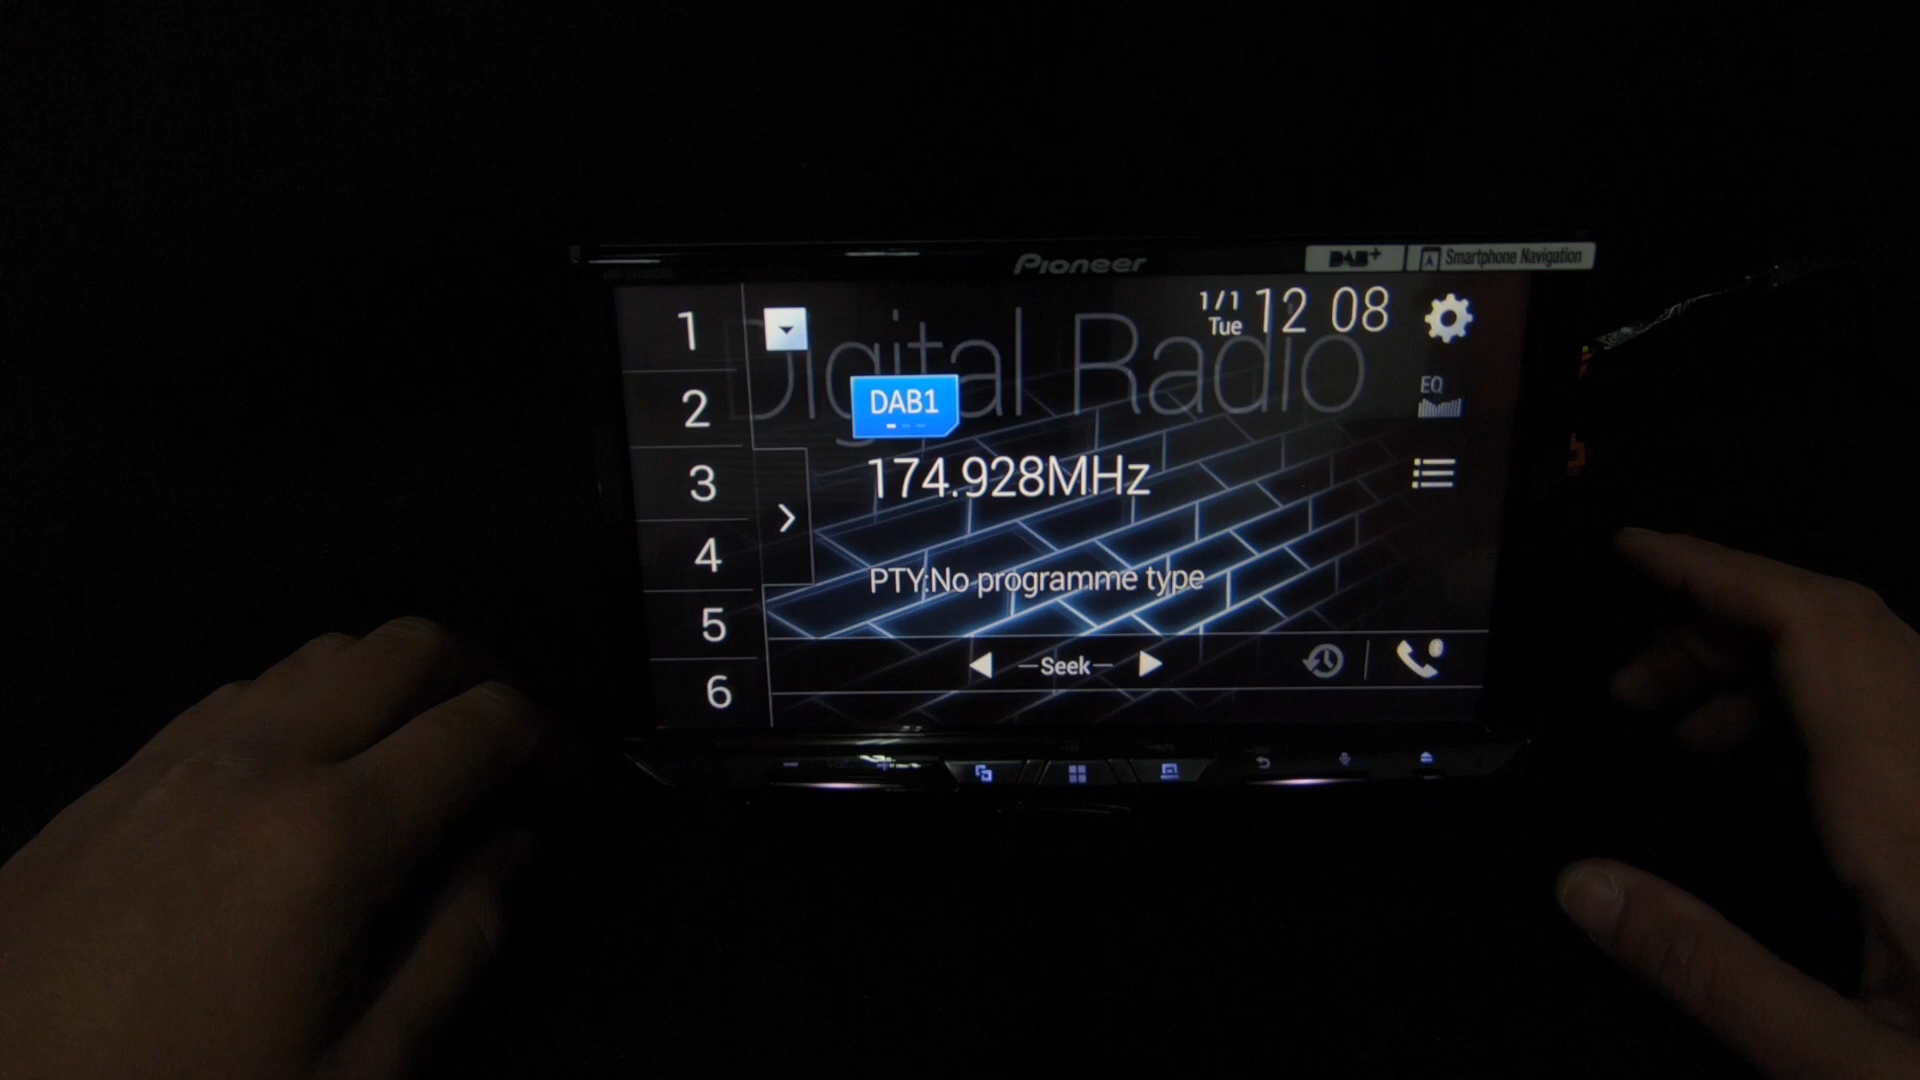 Pioneer
DAB+
Smartphone Navigation
1
2
3
4
5
6
Digital Radio
1/1
Tue
12 08
DAB1
EQ
174.928MHz
PTY:No programme type
Seek